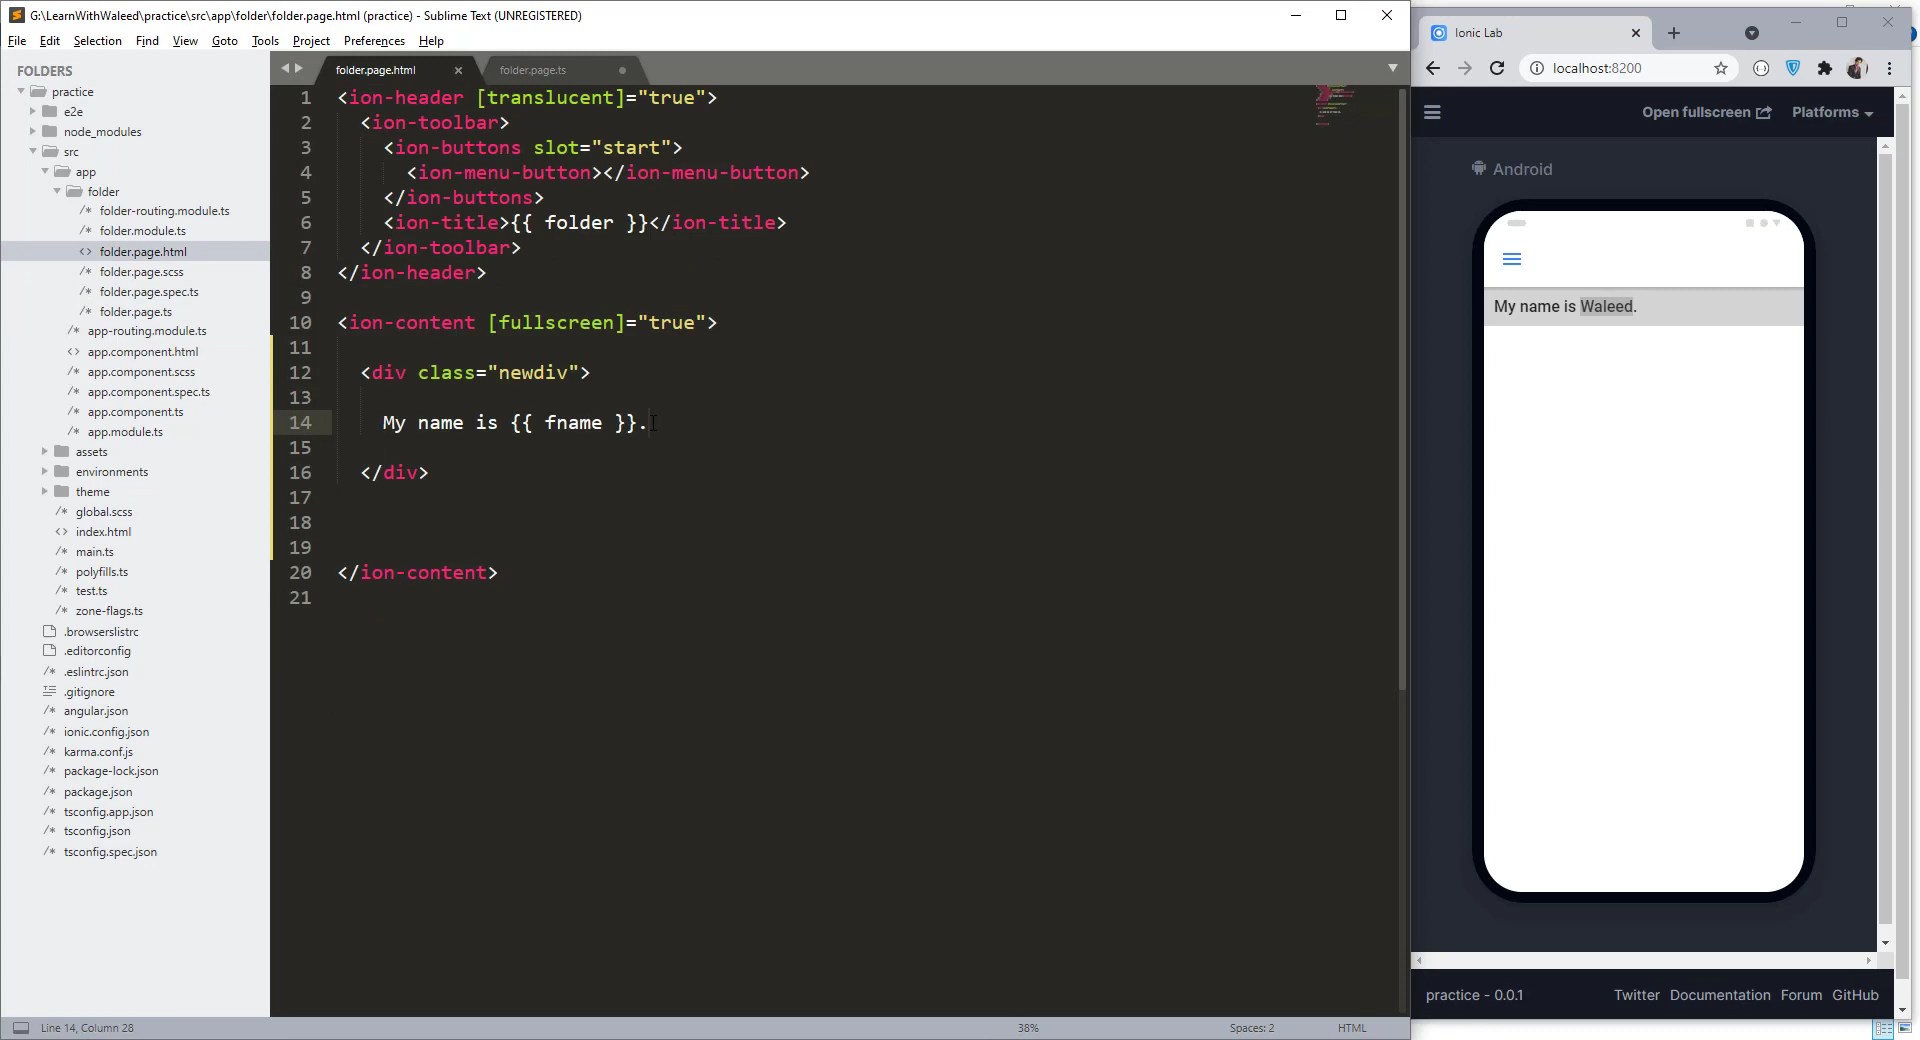 G:\LearnWithWaleed\practice\src\app\folder\folder.page.html (practice) - Sublime Text (UNREGISTERED)
File Edit Selection Find View Goto Tools Project Preferences Help
FOLDERS
practice
e2e
node_modules
src
app
folder
folder-routing.module.ts
folder.module.ts
folder.page.html
folder.page.scss
folder.page.spec.ts
folder.page.ts
app-routing.module.ts
app.component.html
app.component.scss
app.component.spec.ts
app.component.ts
app.module.ts
assets
environments
theme
global.scss
index.html
main.ts
polyfills.ts
test.ts
zone-flags.ts
.browserslistrc
.editorconfig
.eslintrc.json
.gitignore
angular.json
ionic.config.json
karma.conf.js
package-lock.json
package.json
tsconfig.app.json
tsconfig.json
tsconfig.spec.json
folder.page.html folder.page.ts
1 <ion-header [translucent]="true">
2 <ion-toolbar>
3 <ion-buttons slot="start">
4 <ion-menu-button></ion-menu-button>
5 </ion-buttons>
6 <ion-title>{{ folder }}</ion-title>
7 </ion-toolbar>
8 </ion-header>
9
10 <ion-content [fullscreen]="true">
11
12 <div class="newdiv">
13
14 My name is {{ fname }}.
15
16 </div>
17
18
19
20 </ion-content>
21
Line 14, Column 28 38% Spaces: 2 HTML
Ionic Lab
localhost:8200
Open fullscreen Platforms
Android
My name is Waleed.
practice - 0.0.1 Twitter Documentation Forum GitHub